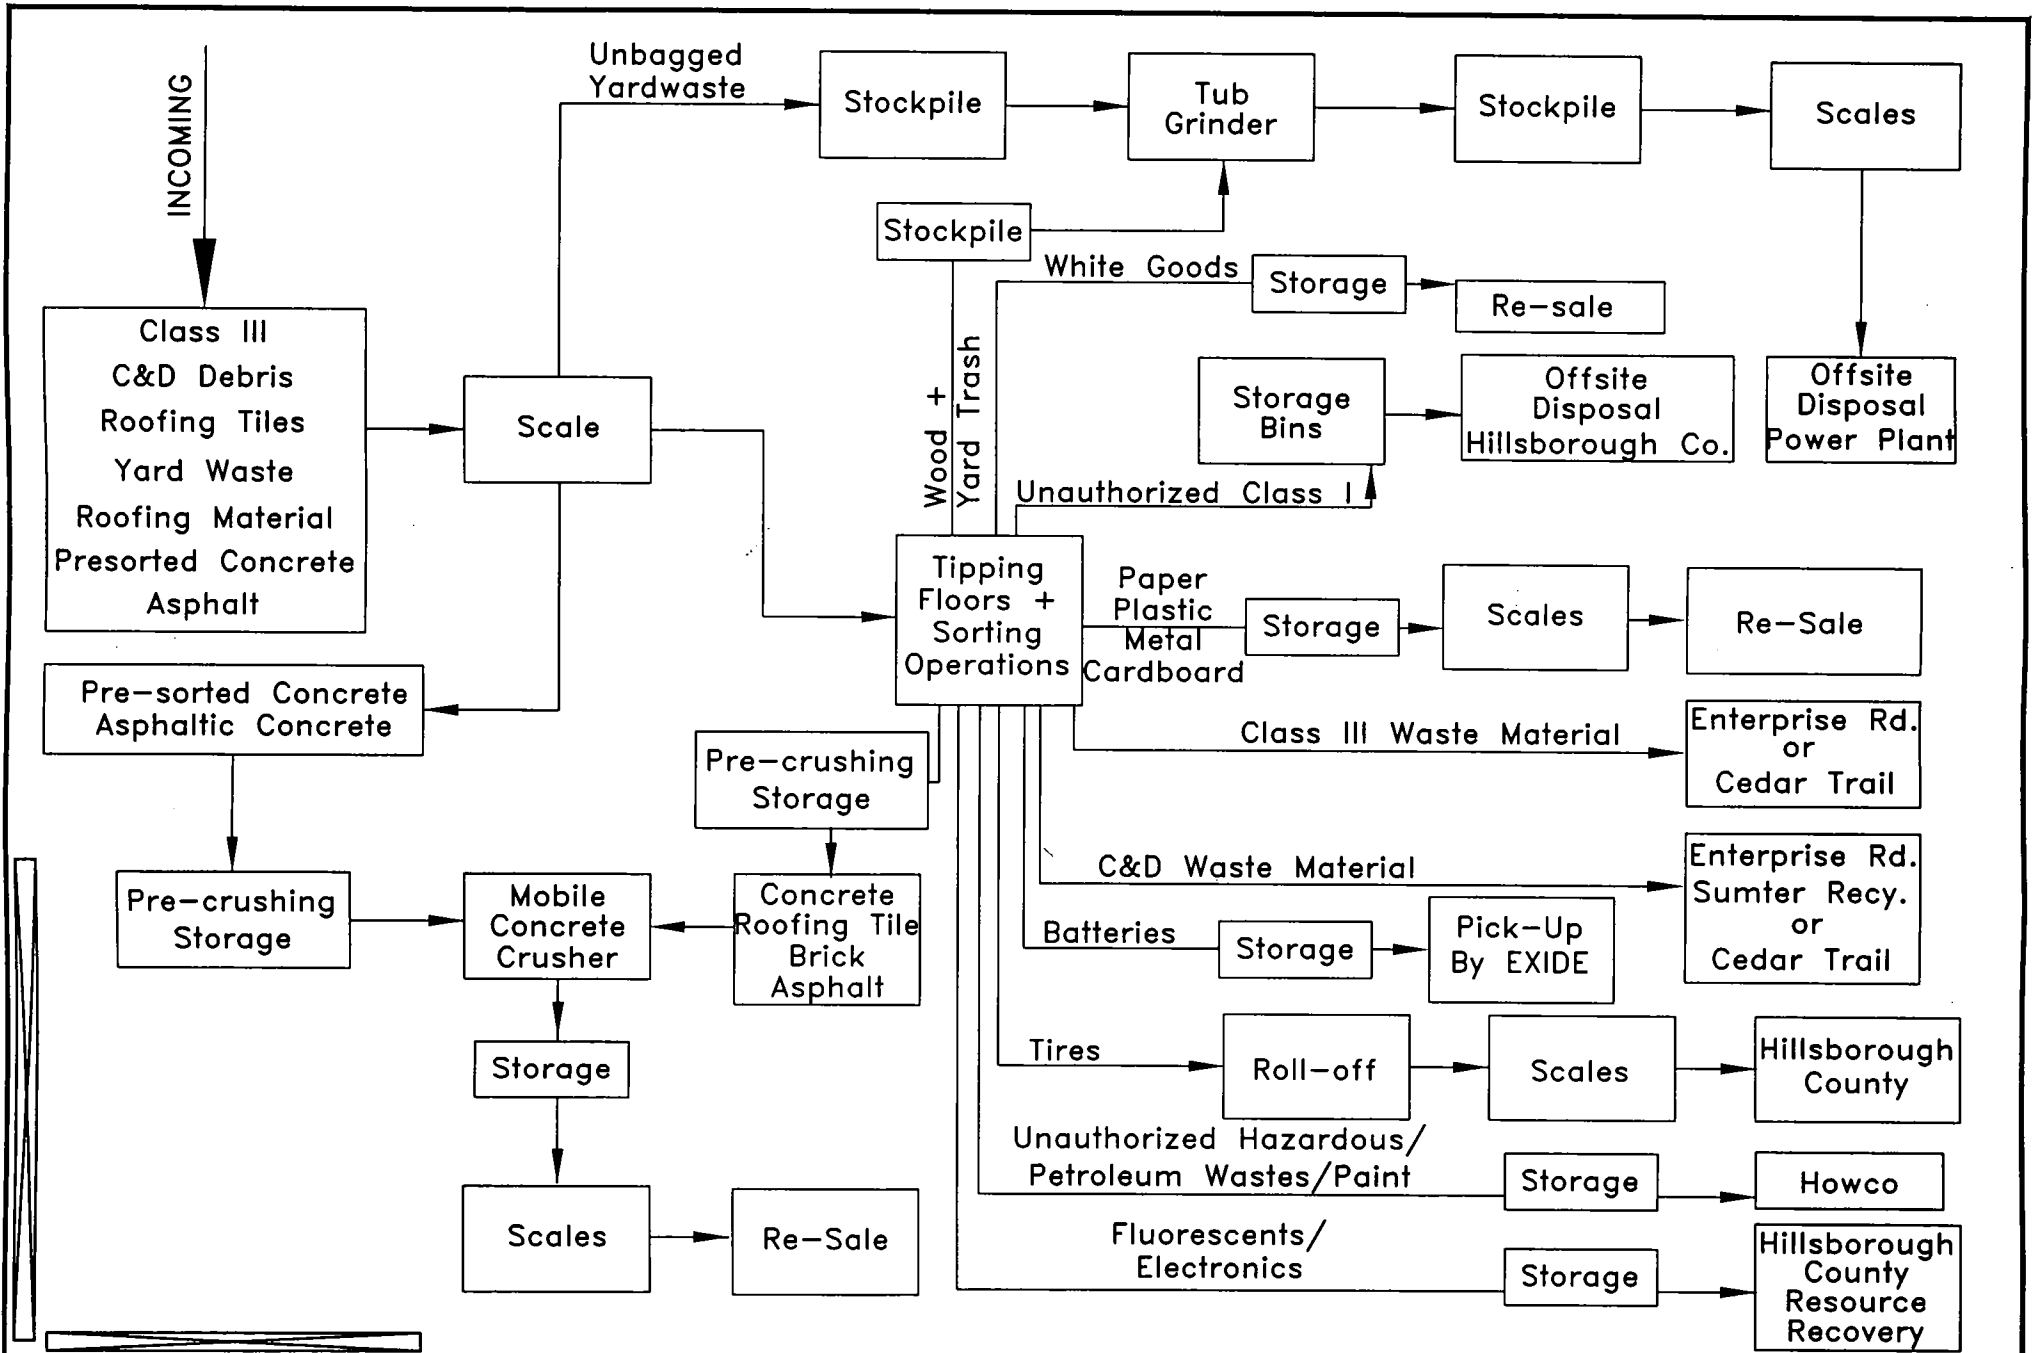 INCOMING
Unbagged
Yardwaste
Stockpile
Tub
Grinder
Stockpile
Scales
Stockpile
White Goods
Storage
Re-sale
Class III
C&D Debris
Roofing Tiles
Yard Waste
Roofing Material
Presorted Concrete
Asphalt
Scale
Wood +
Yard Trash
Storage
Bins
Offsite
Disposal
Hillsborough Co.
Offsite
Disposal
Power Plant
Unauthorized Class I
Tipping
Floors +
Sorting
Operations
Paper
Plastic
Metal
Cardboard
Storage
Scales
Re-Sale
Pre-sorted Concrete
Asphaltic Concrete
Class III Waste Material
Enterprise Rd.
or
Cedar Trail
Pre-crushing
Storage
C&D Waste Material
Enterprise Rd.
Sumter Recy.
or
Cedar Trail
Pre-crushing
Storage
Mobile
Concrete
Crusher
Concrete
Roofing Tile
Brick
Asphalt
Batteries
Storage
Pick-Up
By EXIDE
Storage
Tires
Roll-off
Scales
Hillsborough
County
Unauthorized Hazardous/
Petroleum Wastes/Paint
Storage
Howco
Scales
Re-Sale
Fluorescents/
Electronics
Storage
Hillsborough
County
Resource
Recovery